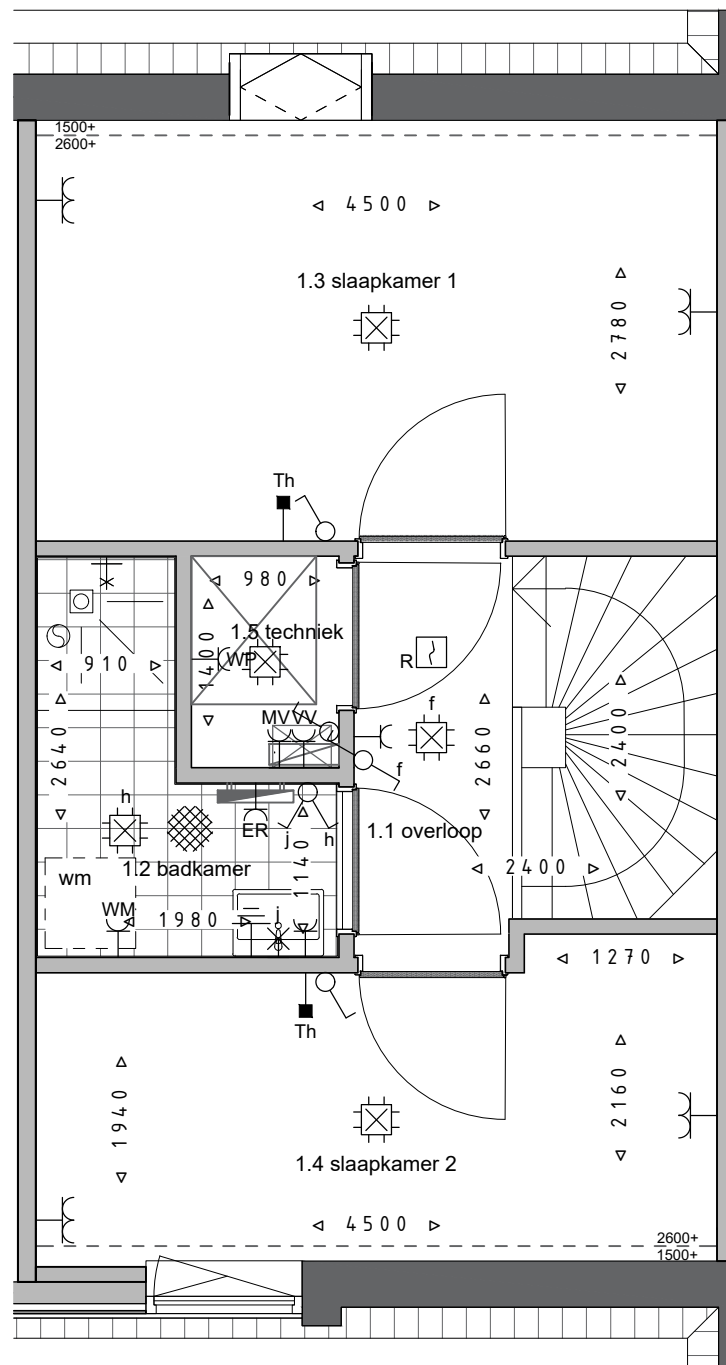 1500+
2600+
4500
1.3 slaapkamer 1
2780
Th
980
1.5 techniek
1400
WP
910
R
f
MV VV
2640
2660
2400
f
h
ER
j
h
1.1 overloop
1.2 badkamer
1140
2400
wm
WM
1980
j
1270
Th
1940
2160
1.4 slaapkamer 2
4500
2600+
1500+